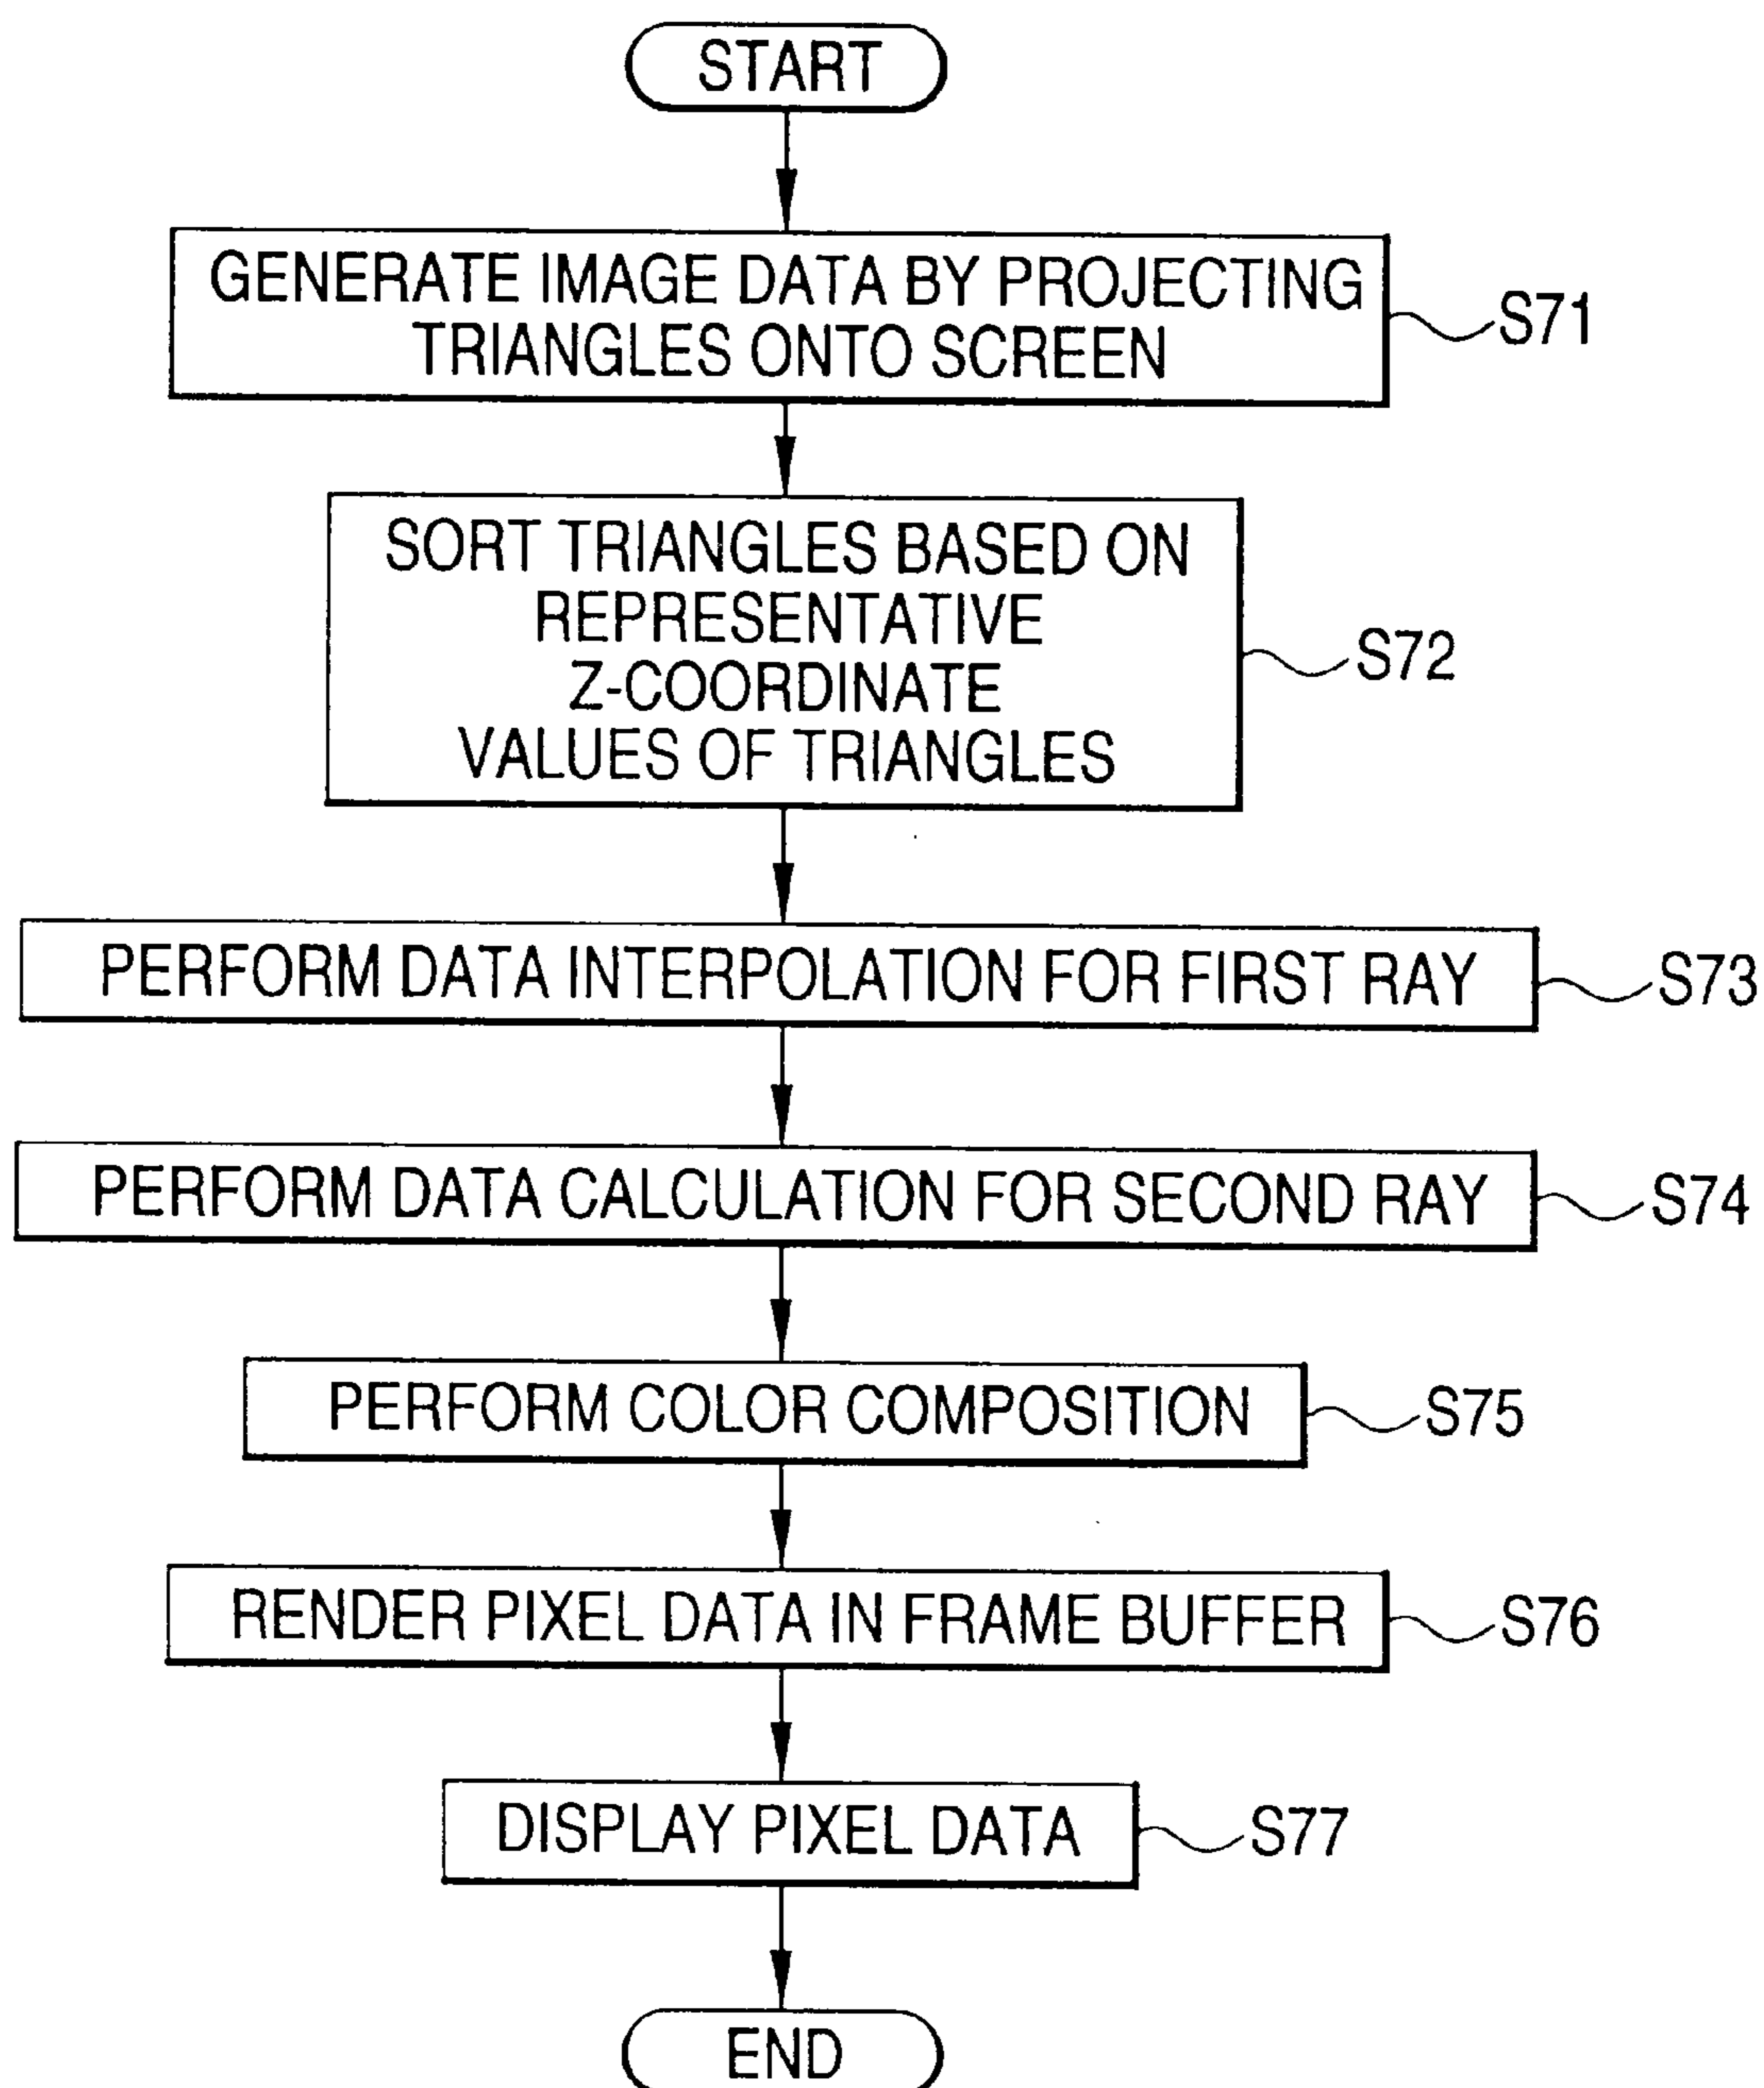 START
GENERATE IMAGE DATA BY PROJECTING
TRIANGLES ONTO SCREEN
S71
SORT TRIANGLES BASED ON
REPRESENTATIVE
Z-COORDINATE
VALUES OF TRIANGLES
S72
PERFORM DATA INTERPOLATION FOR FIRST RAY
S73
PERFORM DATA CALCULATION FOR SECOND RAY
S74
PERFORM COLOR COMPOSITION
S75
RENDER PIXEL DATA IN FRAME BUFFER
S76
DISPLAY PIXEL DATA
S77
END